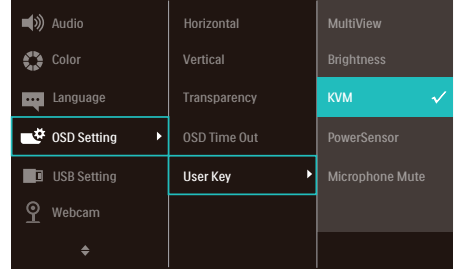 Audio
Color
Language
OSD Setting
USB Setting
Webcam
Horizontal
Vertical
Transparency
OSD Time Out
User Key
MultiView
Brightness
KVM
PowerSensor
Microphone Mute